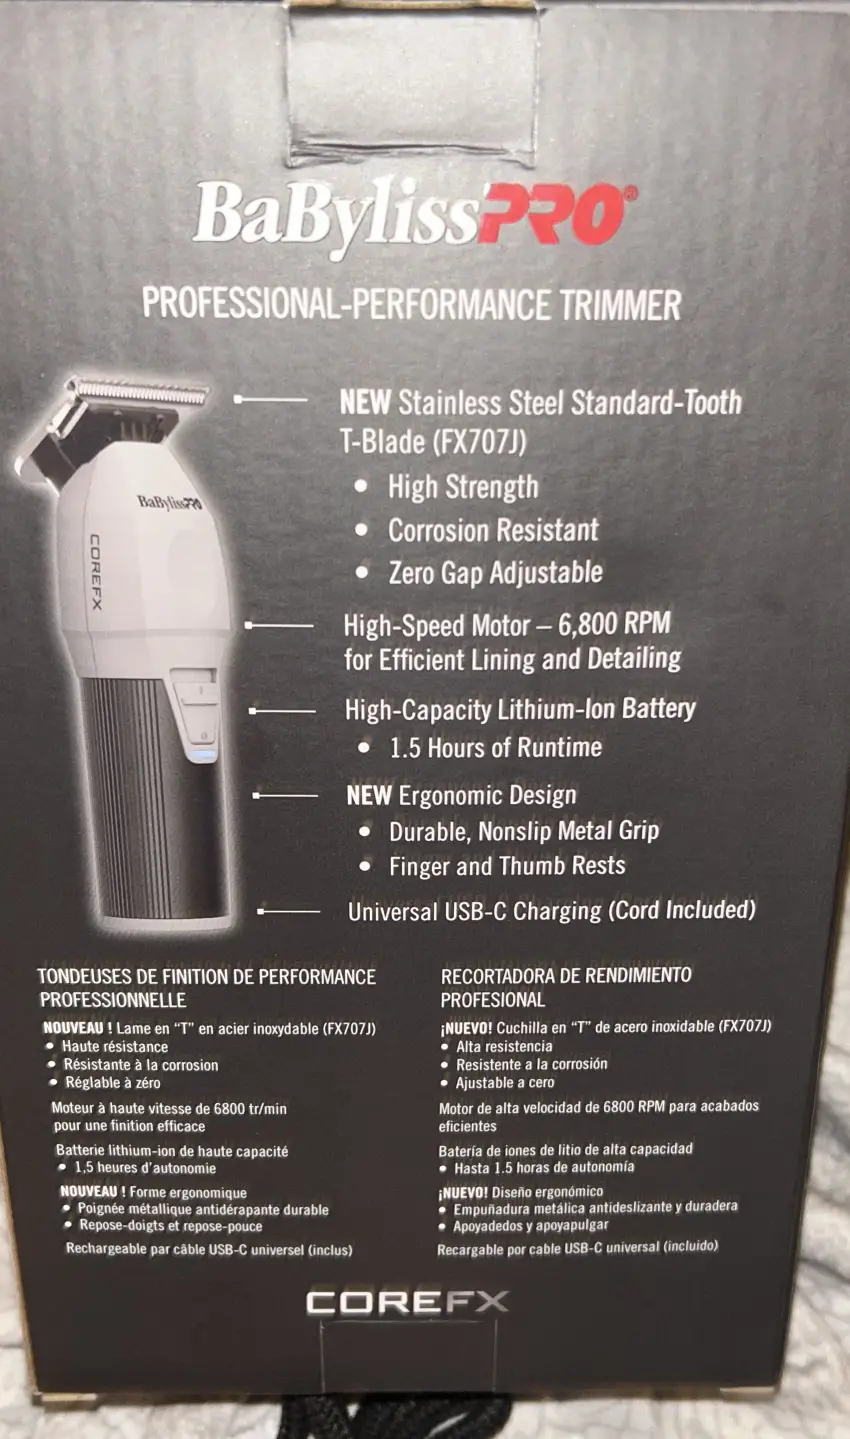 BaBylissPRO®
PROFESSIONAL-PERFORMANCE TRIMMER
NEW Stainless Steel Standard-Tooth
T-Blade (FX707J)
• High Strength
• Corrosion Resistant
• Zero Gap Adjustable
BaBylissPRO
COREFX
High-Speed Motor – 6,800 RPM
for Efficient Lining and Detailing
High-Capacity Lithium-Ion Battery
• 1.5 Hours of Runtime
NEW Ergonomic Design
• Durable, Nonslip Metal Grip
• Finger and Thumb Rests
Universal USB-C Charging (Cord Included)
TONDEUSES DE FINITION DE PERFORMANCE
PROFESSIONNELLE
NOUVEAU ! Lame en “T” en acier inoxydable (FX707J)
• Haute résistance
• Résistante à la corrosion
• Réglable à zéro
Moteur à haute vitesse de 6800 tr/min
pour une finition efficace
Batterie lithium-ion de haute capacité
• 1,5 heures d’autonomie
NOUVEAU ! Forme ergonomique
• Poignée métallique antidérapante durable
• Repose-doigts et repose-pouce
Rechargeable par câble USB-C universel (inclus)
RECORTADORA DE RENDIMIENTO
PROFESIONAL
¡NUEVO! Cuchilla en “T” de acero inoxidable (FX707J)
• Alta resistencia
• Resistente a la corrosión
• Ajustable a cero
Motor de alta velocidad de 6800 RPM para acabados
eficientes
Batería de iones de litio de alta capacidad
• Hasta 1.5 horas de autonomía
¡NUEVO! Diseño ergonómico
• Empuñadura metálica antideslizante y duradera
• Apoyadedos y apoyapulgar
Recargable por cable USB-C universal (incluido)
COREFX